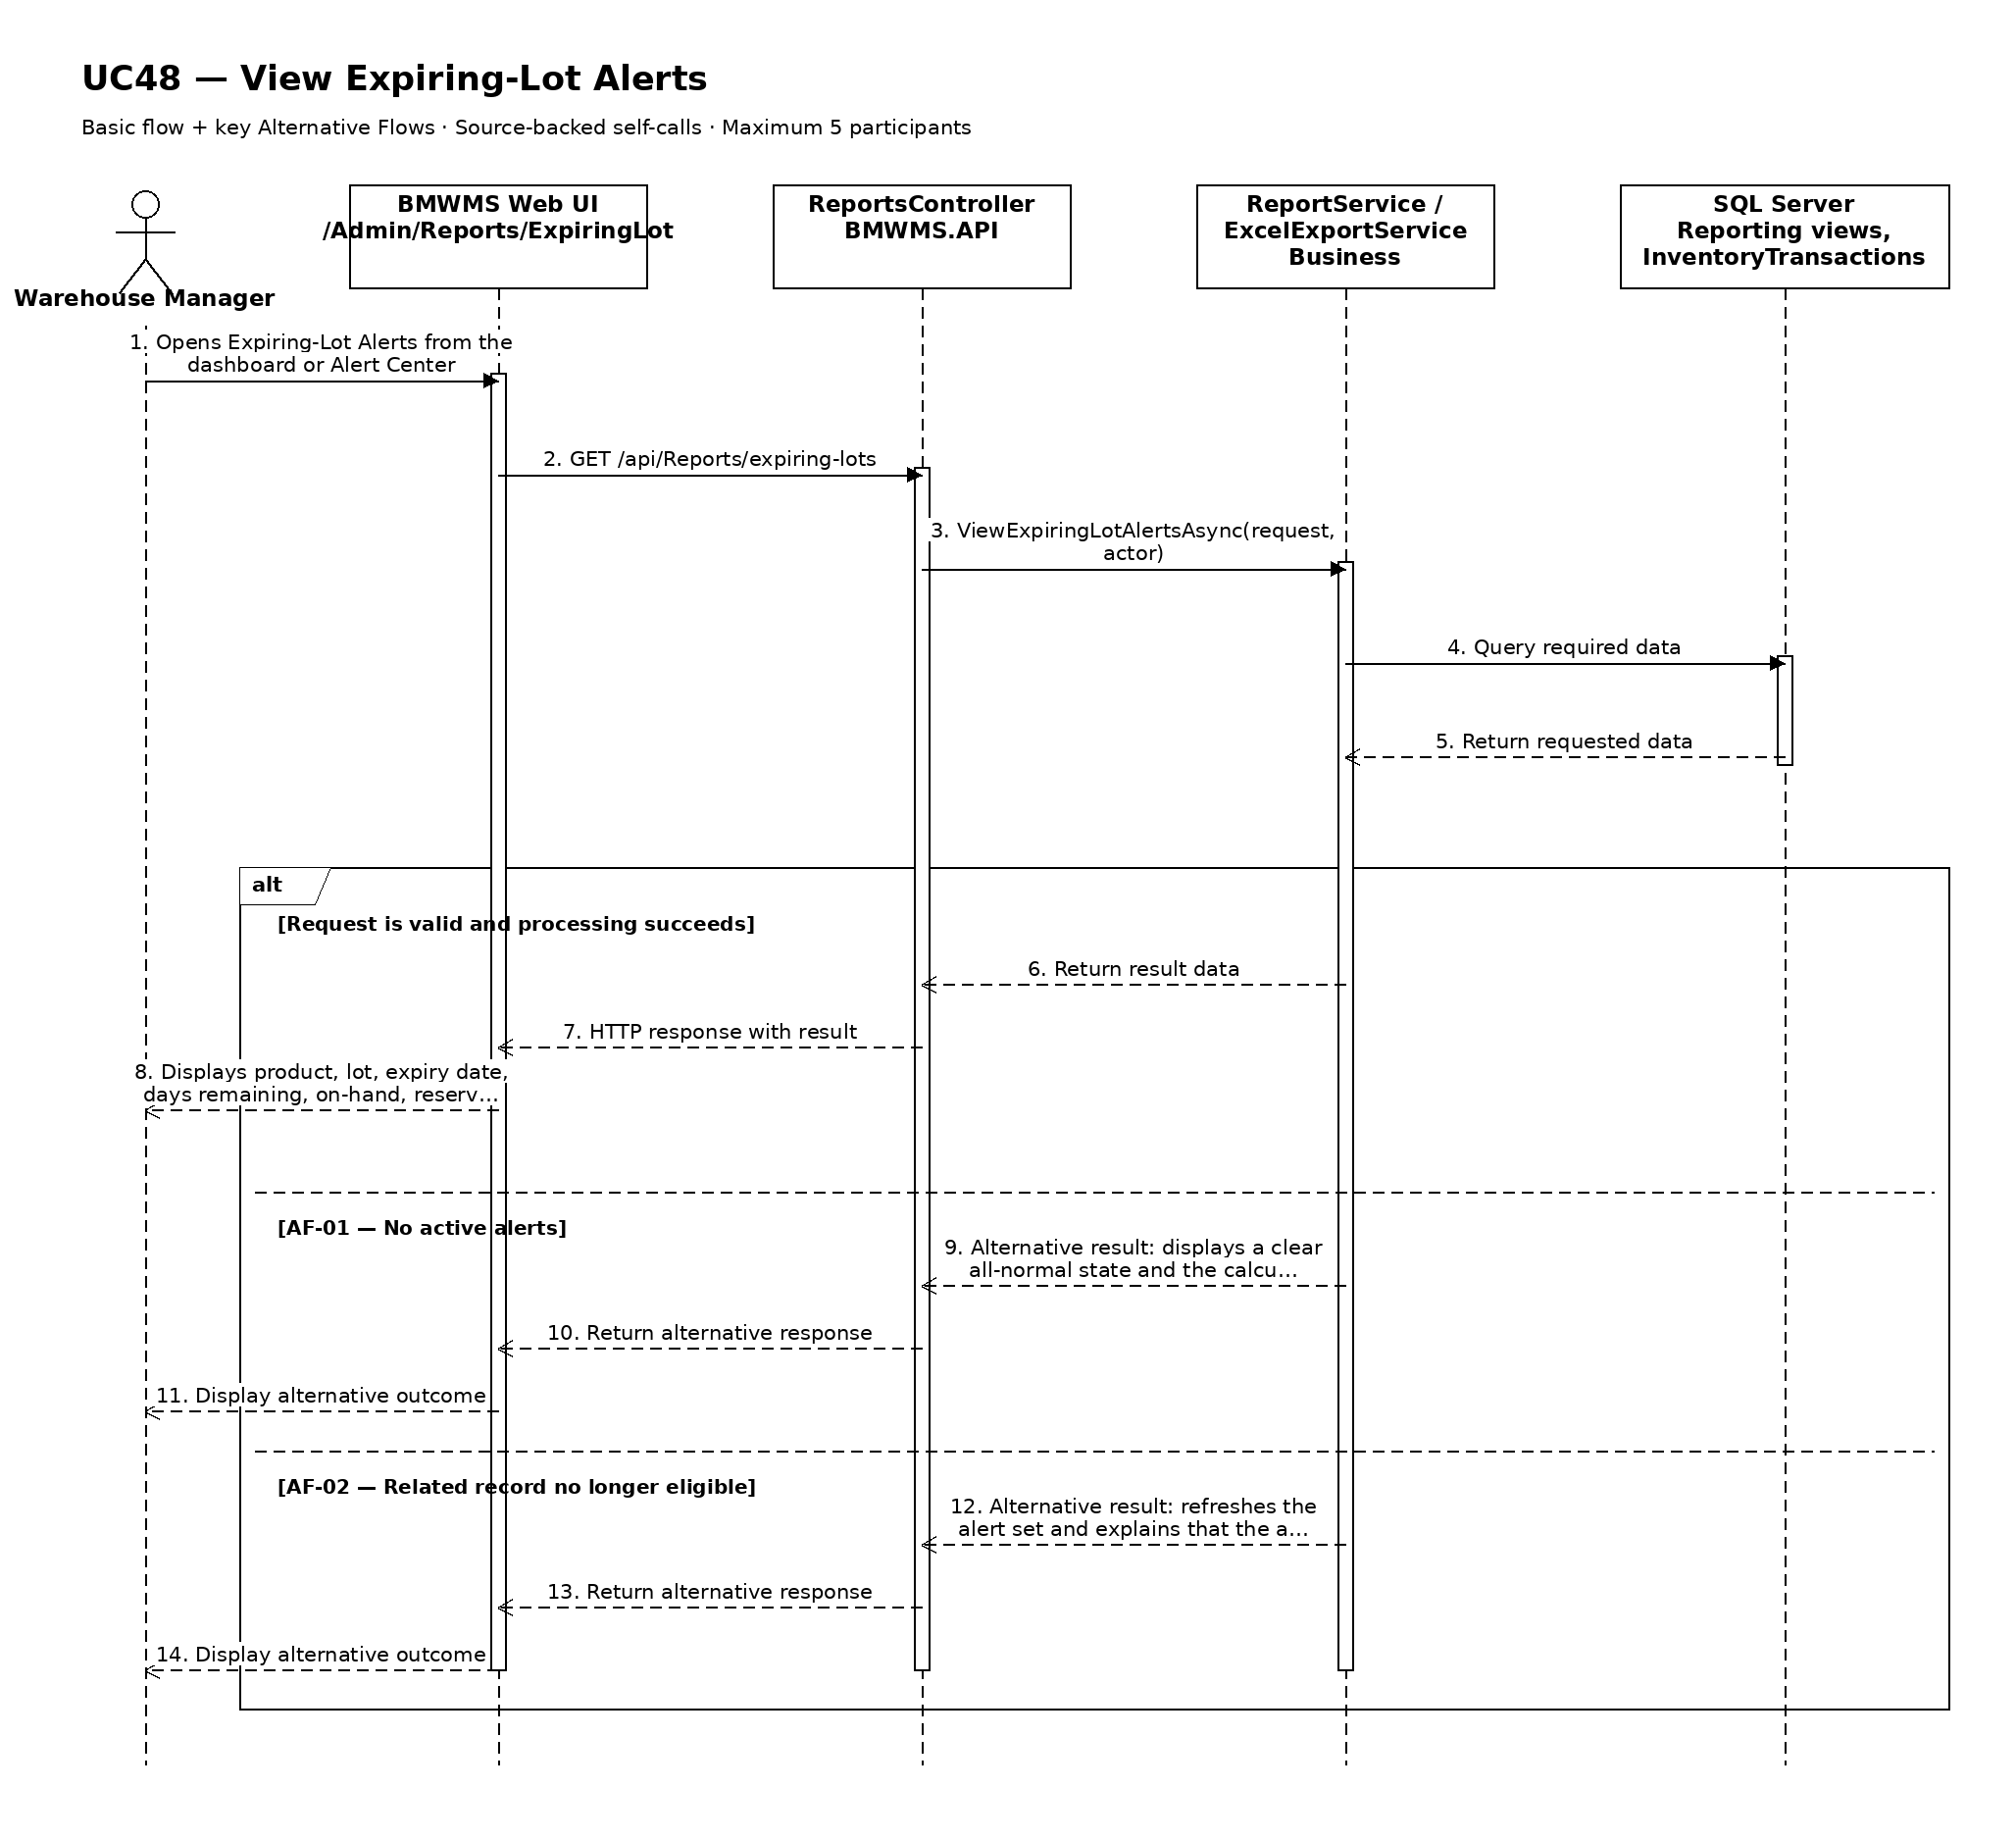 UC48 — View Expiring-Lot Alerts
Basic flow + key Alternative Flows · Source-backed self-calls · Maximum 5 participants
Warehouse Manager
BMWMS Web UI
/Admin/Reports/ExpiringLot
ReportsController
BMWMS.API
ReportService /
ExcelExportService
Business
SQL Server
Reporting views,
InventoryTransactions
1. Opens Expiring-Lot Alerts from the
dashboard or Alert Center
2. GET /api/Reports/expiring-lots
3. ViewExpiringLotAlertsAsync(request,
actor)
4. Query required data
5. Return requested data
alt
[Request is valid and processing succeeds]
6. Return result data
7. HTTP response with result
8. Displays product, lot, expiry date,
days remaining, on-hand, reserv...
[AF-01 — No active alerts]
9. Alternative result: displays a clear
all-normal state and the calcu...
10. Return alternative response
11. Display alternative outcome
[AF-02 — Related record no longer eligible]
12. Alternative result: refreshes the
alert set and explains that the a...
13. Return alternative response
14. Display alternative outcome